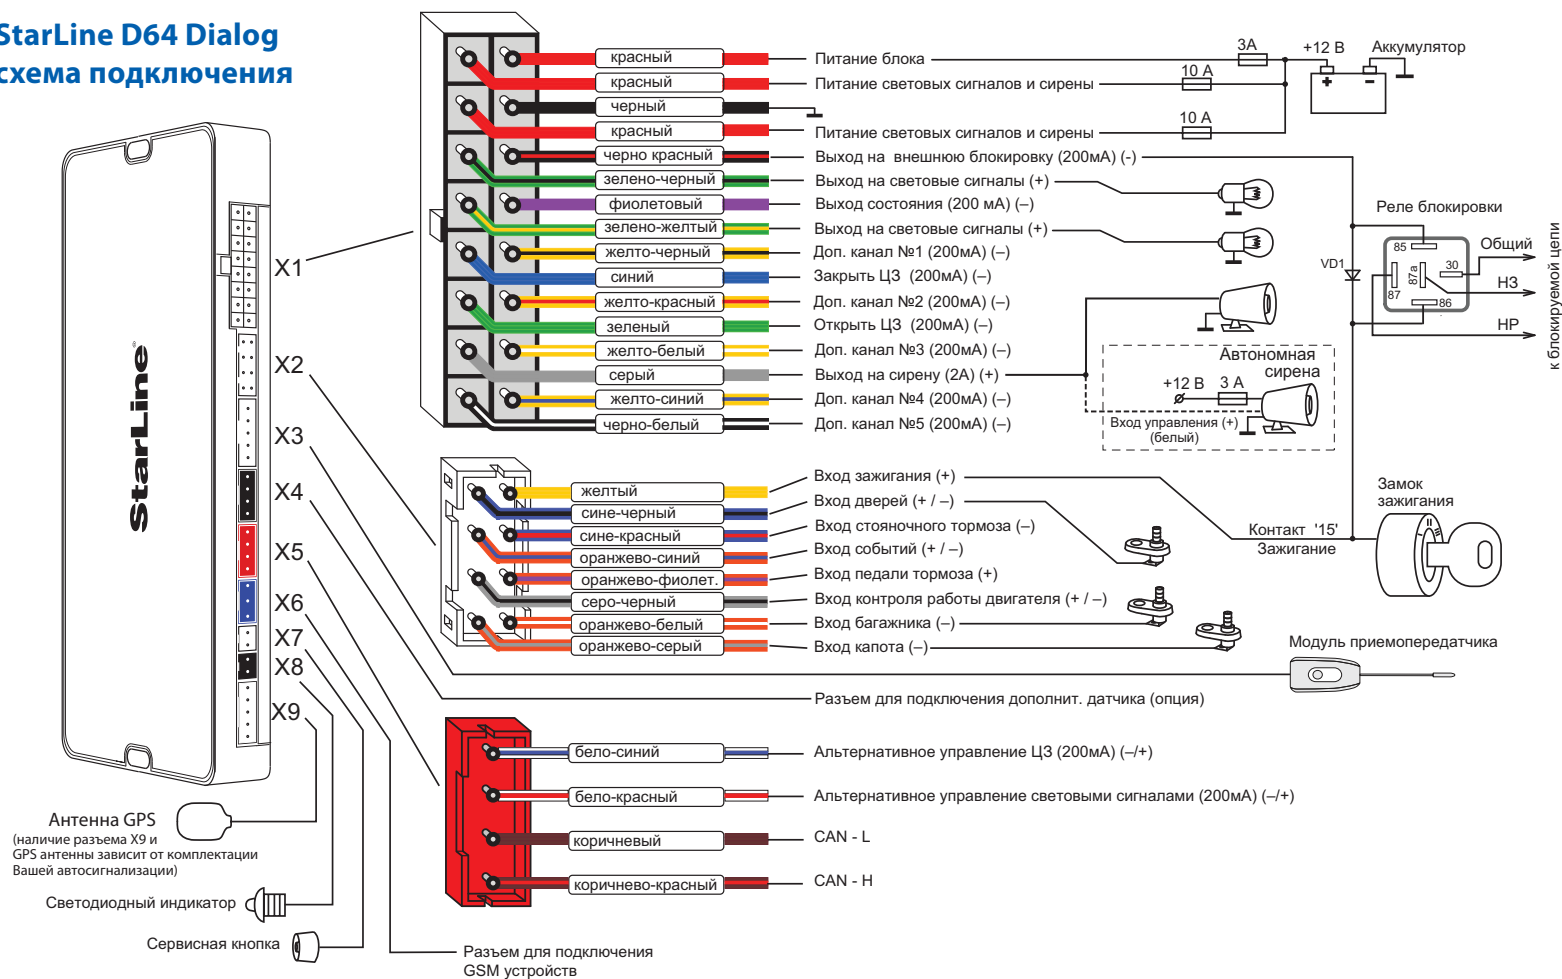 StarLine D64 Dialog
схема подключения
StarLine
X1
X2
X3
X4
X5
X6
X7
X8
X9
красный
Питание блока
3А
+12 В
Аккумулятор
красный
Питание световых сигналов и сирены
10 А
+
−
черный
красный
Питание световых сигналов и сирены
10 А
черно красный
Выход на внешнюю блокировку (200мА) (-)
зелено-черный
Выход на световые сигналы (+)
фиолетовый
Выход состояния (200 мА) (–)
зелено-желтый
Выход на световые сигналы (+)
желто-черный
Доп. канал №1 (200мА) (–)
синий
Закрыть ЦЗ (200мА) (–)
желто-красный
Доп. канал №2 (200мА) (–)
зеленый
Открыть ЦЗ (200мА) (–)
желто-белый
Доп. канал №3 (200мА) (–)
серый
Выход на сирену (2А) (+)
желто-синий
Доп. канал №4 (200мА) (–)
черно-белый
Доп. канал №5 (200мА) (–)
Реле блокировки
85
30
87а
87
86
VD1
Общий
НЗ
НР
к блокируемой цепи
Автономная
сирена
+12 В
3 А
Вход управления (+)
(белый)
желтый
Вход зажигания (+)
сине-черный
Вход дверей (+ / –)
сине-красный
Вход стояночного тормоза (–)
оранжево-синий
Вход событий (+ / –)
оранжево-фиолет.
Вход педали тормоза (+)
серо-черный
Вход контроля работы двигателя (+ / –)
оранжево-белый
Вход багажника (–)
оранжево-серый
Вход капота (–)
Замок
зажигания
I
II
III
Контакт '15'
Зажигание
Модуль приемопередатчика
Разъем для подключения дополнит. датчика (опция)
бело-синий
Альтернативное управление ЦЗ (200мА) (–/+)
бело-красный
Альтернативное управление световыми сигналами (200мА) (–/+)
коричневый
CAN - L
коричнево-красный
CAN - H
Антенна GPS
(наличие разъема X9 и
GPS антенны зависит от комплектации
Вашей автосигнализации)
Светодиодный индикатор
Сервисная кнопка
Разъем для подключения
GSM устройств